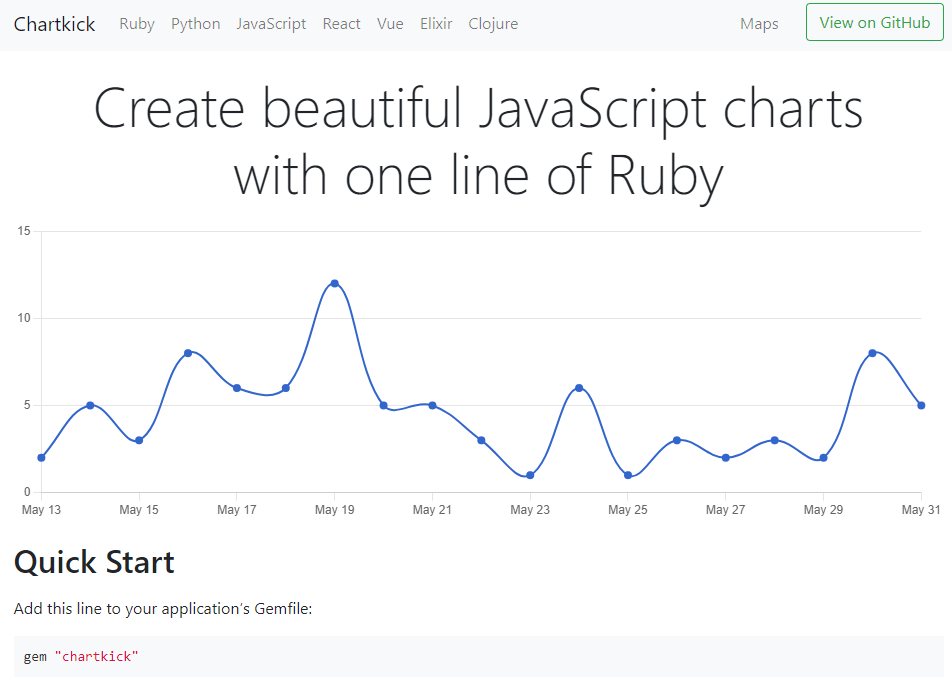 Chartkick Ruby Python JavaScript React Vue Elixir Clojure Maps View on GitHub
Create beautiful JavaScript charts
with one line of Ruby
15
10
5
0
May 13 May 15 May 17 May 19 May 21 May 23 May 25 May 27 May 29 May 31
Quick Start
Add this line to your application's Gemfile:
gem "chartkick"